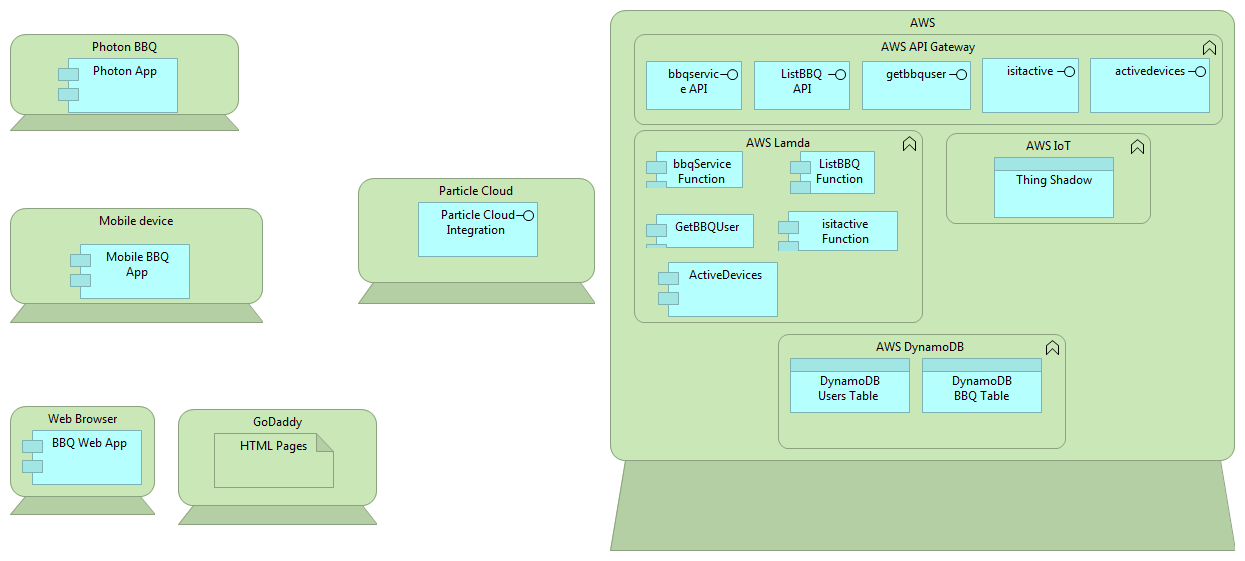 Photon BBQ
Photon App
Mobile device
Mobile BBQ
App
Web Browser
BBQ Web App
GoDaddy
HTML Pages
Particle Cloud
Particle Cloud
Integration
AWS
AWS API Gateway
bbqservic
e API
ListBBQ
API
getbbquser
isitactive
activedevices
AWS Lamda
bbqService
Function
ListBBQ
Function
GetBBQUser
isitactive
Function
ActiveDevices
AWS IoT
Thing Shadow
AWS DynamoDB
DynamoDB
Users Table
DynamoDB
BBQ Table